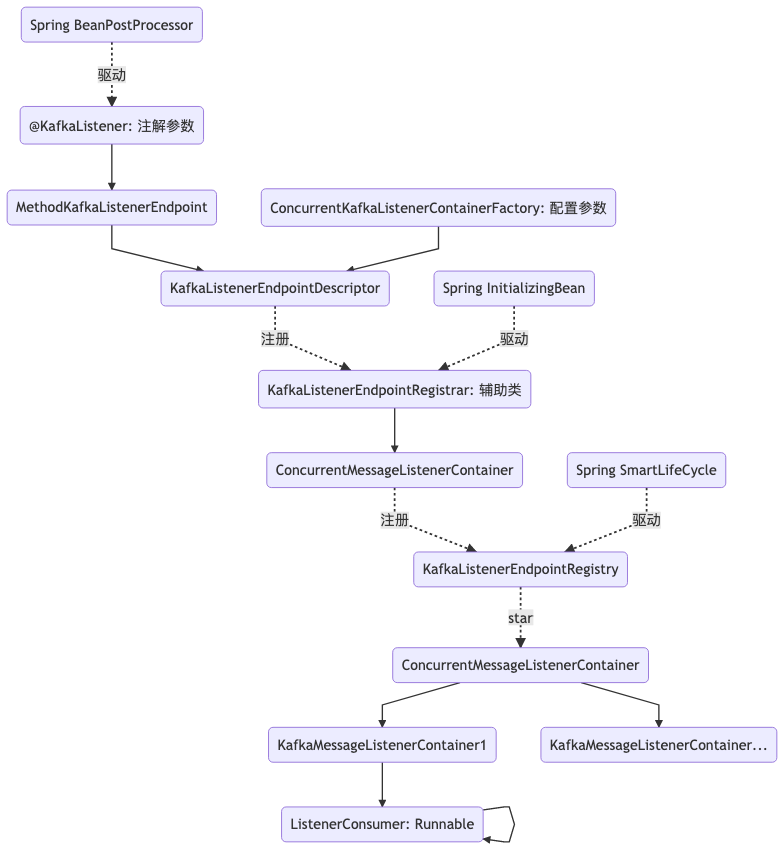 Spring BeanPostProcessor
驱动
@KafkaListener: 注解参数
MethodKafkaListenerEndpoint
ConcurrentKafkaListenerContainerFactory: 配置参数
KafkaListenerEndpointDescriptor
Spring InitializingBean
注册
驱动
KafkaListenerEndpointRegistrar: 辅助类
ConcurrentMessageListenerContainer
Spring SmartLifeCycle
注册
驱动
KafkaListenerEndpointRegistry
star
ConcurrentMessageListenerContainer
KafkaMessageListenerContainer1
KafkaMessageListenerContainer...
ListenerConsumer: Runnable